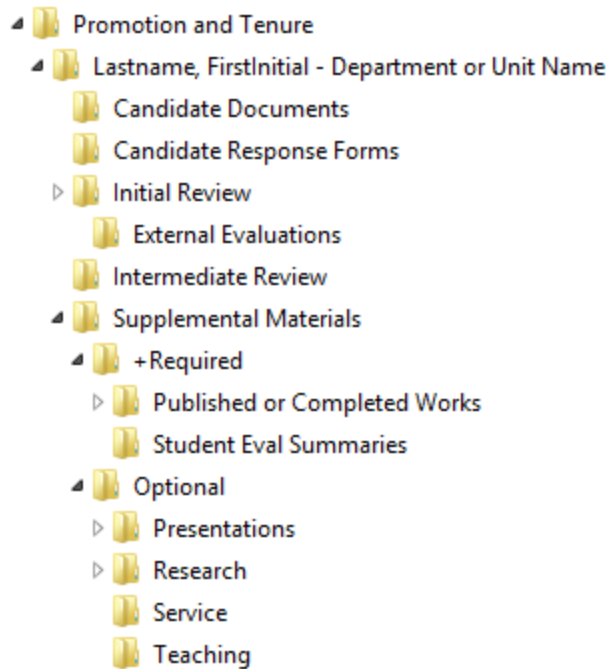 Promotion and Tenure
Lastname, FirstInitial - Department or Unit Name
Candidate Documents
Candidate Response Forms
Initial Review
External Evaluations
Intermediate Review
Supplemental Materials
+Required
Published or Completed Works
Student Eval Summaries
Optional
Presentations
Research
Service
Teaching